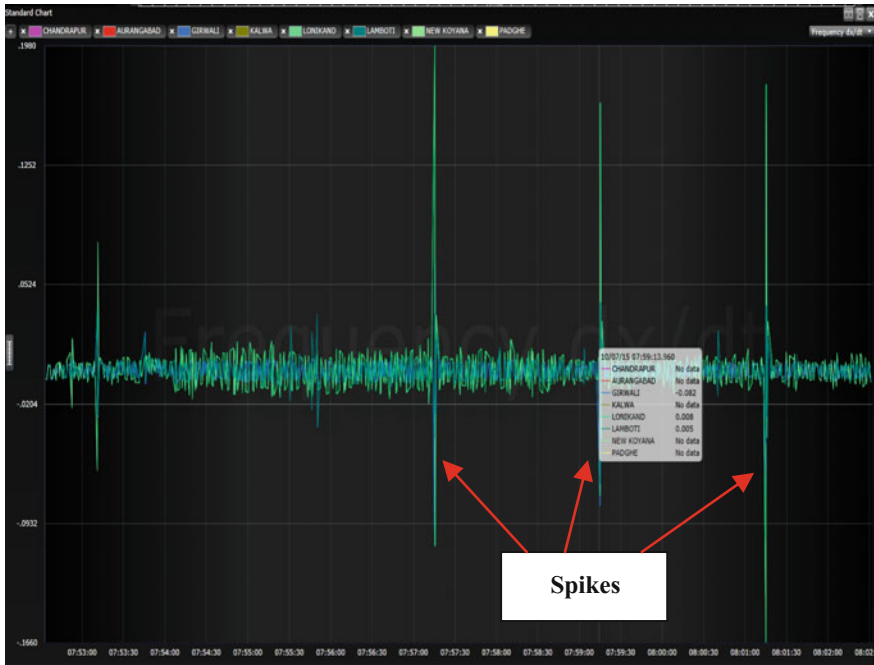 Standard Chart
CHANDRAPUR AURANGABAD GIRWALI KALWA LONIKAND LAMBOTI NEW KOYANA PADGHE Frequency dx/dt
.1980
.1252
.0524
Frequency dx/dt
10/07/15 07:59:13.960
CHANDRAPUR No data
AURANGABAD No data
GIRWALI -0.082
KALWA No data
LONIKAND 0.008
LAMBOTI 0.005
NEW KOYANA No data
PADGHE No data
-.0204
-.0932
Spikes
-.1660
07:53:00 07:53:30 07:54:00 07:54:30 07:55:00 07:55:30 07:56:00 07:56:30 07:57:00 07:57:30 07:58:00 07:58:30 07:59:00 07:59:30 08:00:00 08:00:30 08:01:00 08:01:30 08:02:00 08:02